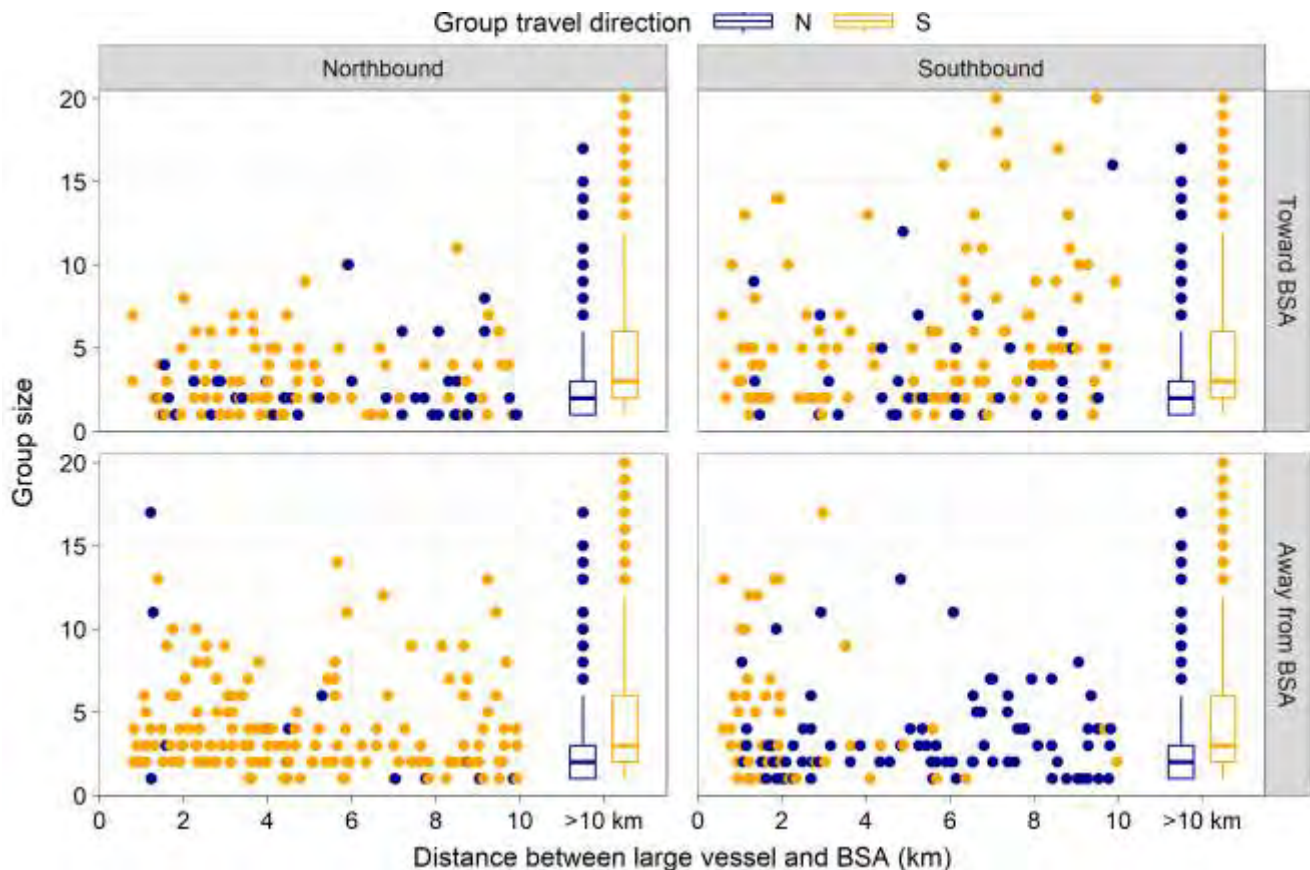 Group travel direction N S
Northbound Southbound
20
15
10
5
0
Toward BSA
Group size
20
15
10
5
0
Away from BSA
0 2 4 6 8 10 >10 km 0 2 4 6 8 10 >10 km
Distance between large vessel and BSA (km)